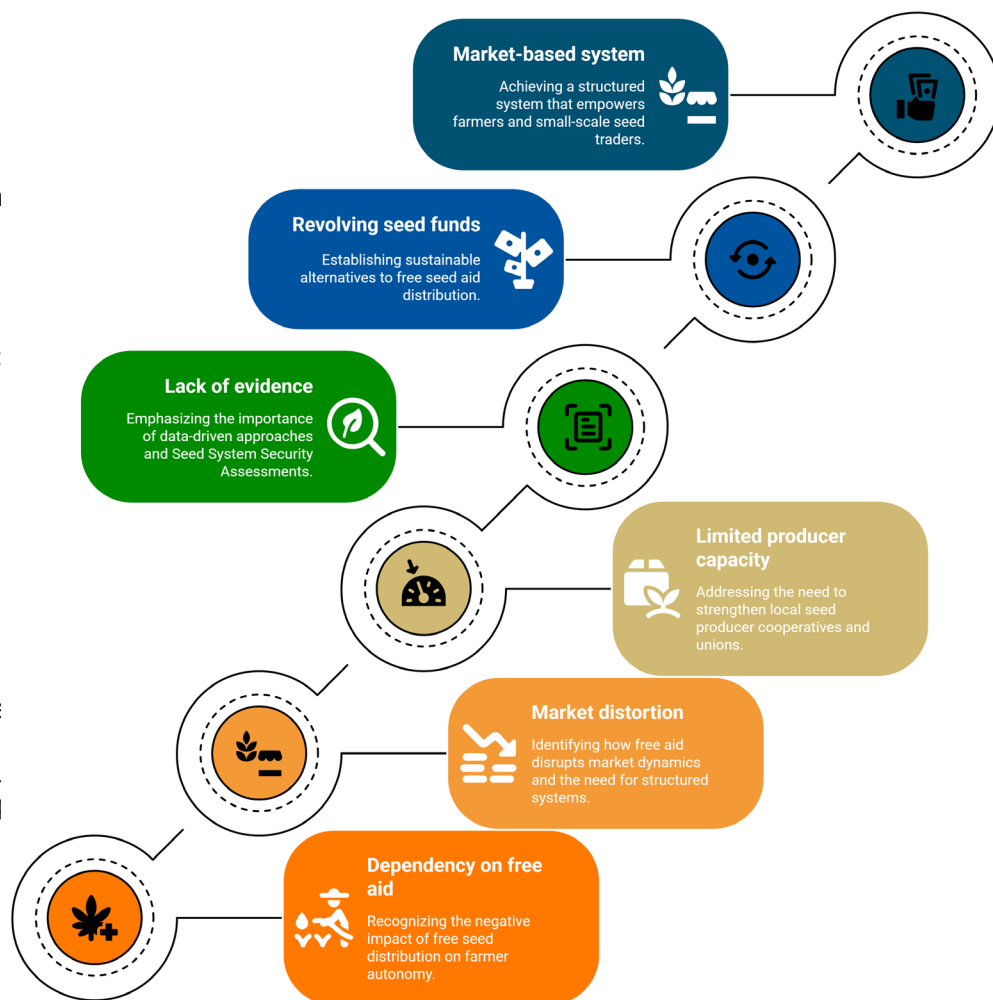 Market-based system
Achieving a structured
system that empowers
farmers and small-scale seed
traders.
Revolving seed funds
Establishing sustainable
alternatives to free seed aid
distribution.
Lack of evidence
Emphasizing the importance
of data-driven approaches
and Seed System Security
Assessments.
Limited producer
capacity
Addressing the need to
strengthen local seed
producer cooperatives and
unions.
Market distortion
Identifying how free aid
disrupts market dynamics
and the need for structured
systems.
Dependency on free
aid
Recognizing the negative
impact of free seed
distribution on farmer
autonomy.